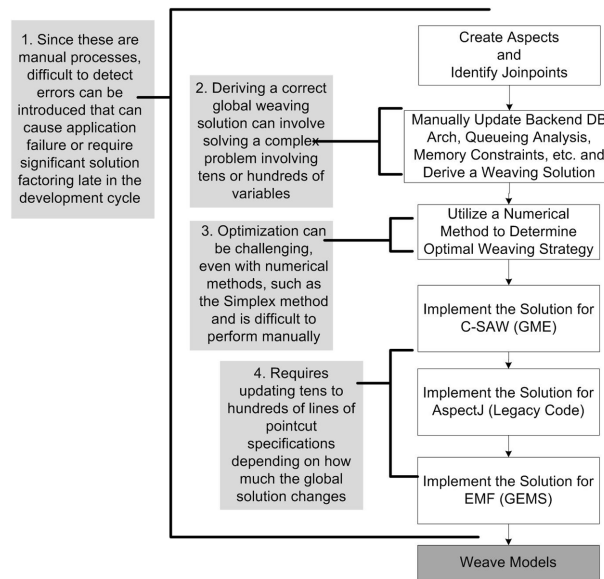 1. Since these are
manual processes,
difficult to detect
errors can be
introduced that can
cause application
failure or require
significant solution
factoring late in the
development cycle
2. Deriving a correct
global weaving
solution can involve
solving a complex
problem involving
tens or hundreds of
variables
3. Optimization can
be challenging,
even with numerical
methods, such as
the Simplex method
and is difficult to
perform manually
4. Requires
updating tens to
hundreds of lines of
pointcut
specifications
depending on how
much the global
solution changes
Create Aspects
and
Identify Joinpoints
Manually Update Backend DB
Arch, Queueing Analysis,
Memory Constraints, etc. and
Derive a Weaving Solution
Utilize a Numerical
Method to Determine
Optimal Weaving Strategy
Implement the Solution for
C-SAW (GME)
Implement the Solution for
AspectJ (Legacy Code)
Implement the Solution for
EMF (GEMS)
Weave Models